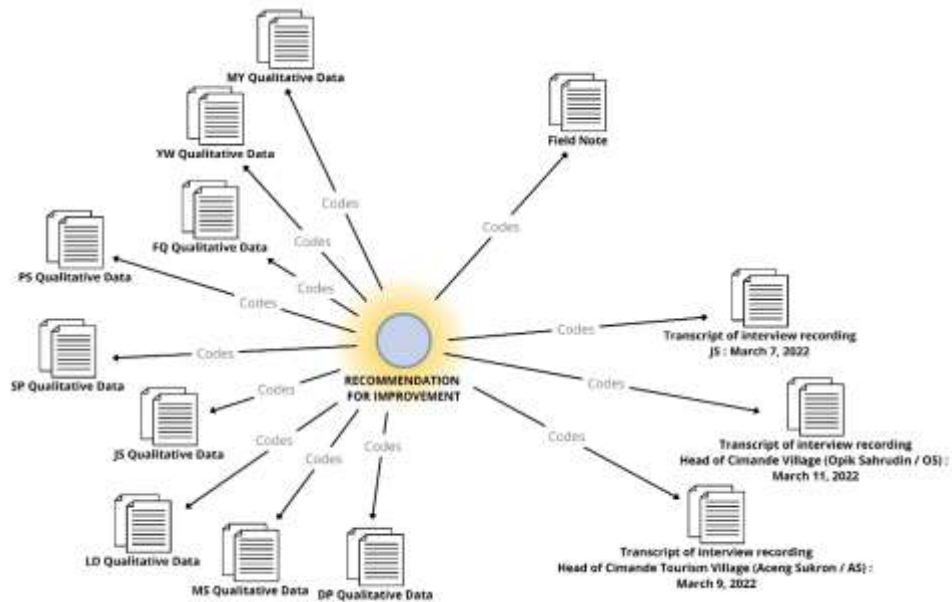 MY Qualitative Data
Field Note
YW Qualitative Data
Codes
Codes
Codes
FQ Qualitative Data
Codes
PS Qualitative Data
Codes
Codes
Transcript of interview recording
JS : March 7, 2022
Codes
SP Qualitative Data
RECOMMENDATION
FOR IMPROVEMENT
Codes
Codes
JS Qualitative Data
Codes
Codes
Codes
Codes
Transcript of interview recording
Head of Cimande Village (Opik Sahrudin / OS) :
March 11, 2022
LD Qualitative Data
MS Qualitative Data
DP Qualitative Data
Transcript of interview recording
Head of Cimande Tourism Village (Aceng Sukron / AS) :
March 9, 2022